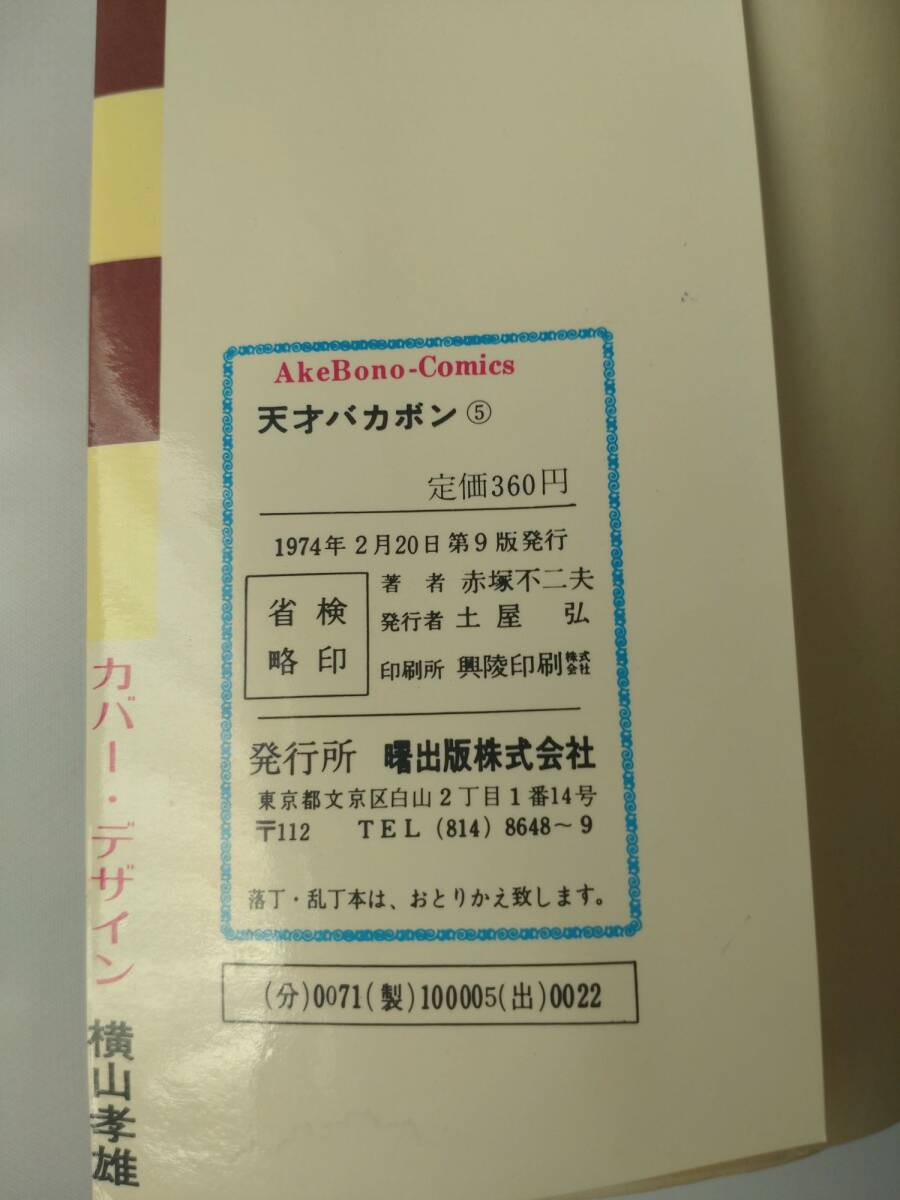 AkeBono-Comics
天才バカボン⑤
定価360円
1974年2月20日第9版発行
検印省略
著者 赤塚不二夫
発行者 土屋弘
印刷所 興陵印刷株式会社
発行所 曙出版株式会社
東京都文京区白山2丁目1番14号
〒112 TEL (814) 8648～9
落丁・乱丁本は、おとりかえ致します。
(分)0071(製)100005(出)0022
カバー・デザイン 横山孝雄